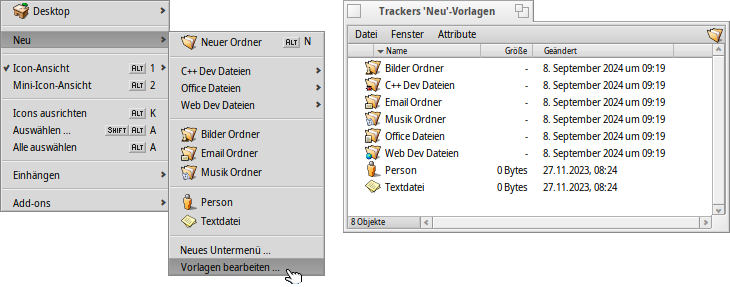 Desktop
Neu
Icon-Ansicht ALT 1
Mini-Icon-Ansicht ALT 2
Icons ausrichten ALT K
Auswählen ... SHIFT ALT A
Alle auswählen ALT A
Einhängen
Add-ons
Neuer Ordner ALT N
C++ Dev Dateien
Office Dateien
Web Dev Dateien
Bilder Ordner
Email Ordner
Musik Ordner
Person
Textdatei
Neues Untermenü ...
Vorlagen bearbeiten ...
Trackers 'Neu'-Vorlagen
Datei Fenster Attribute
Name Größe Geändert
Bilder Ordner - 8. September 2024 um 09:19
C++ Dev Dateien - 8. September 2024 um 09:19
Email Ordner - 8. September 2024 um 09:19
Musik Ordner - 8. September 2024 um 09:19
Office Dateien - 8. September 2024 um 09:19
Web Dev Dateien - 8. September 2024 um 09:19
Person 0 Bytes 27.11.2023, 08:24
Textdatei 0 Bytes 27.11.2023, 08:24
8 Objekte